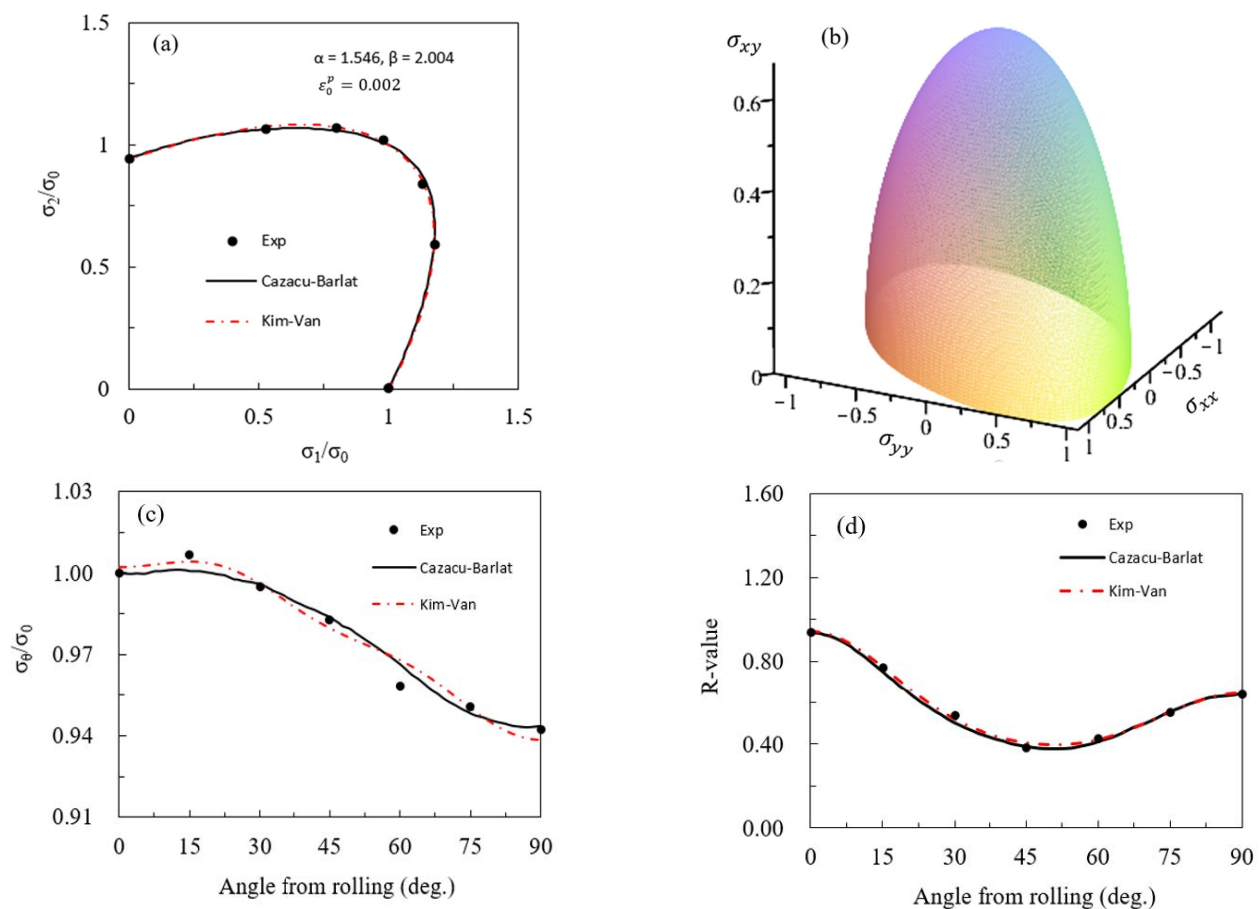 (a)
α = 1.546, β = 2.004
ε₀ᵖ = 0.002
1.5
1
0.5
0
σ₂/σ₀
Exp
Cazacu-Barlat
Kim-Van
0 0.5 1 1.5
σ₁/σ₀
(b)
σxy
0.6
0.4
0.2
0
-1 -0.5 0 0.5 1
σyy
1 0.5 0 -0.5 -1
σxx
(c)
1.03
1.00
0.97
0.94
0.91
σθ/σ₀
Exp
Cazacu-Barlat
Kim-Van
0 15 30 45 60 75 90
Angle from rolling (deg.)
(d)
1.60
1.20
0.80
0.40
0.00
R-value
Exp
Cazacu-Barlat
Kim-Van
0 15 30 45 60 75 90
Angle from rolling (deg.)